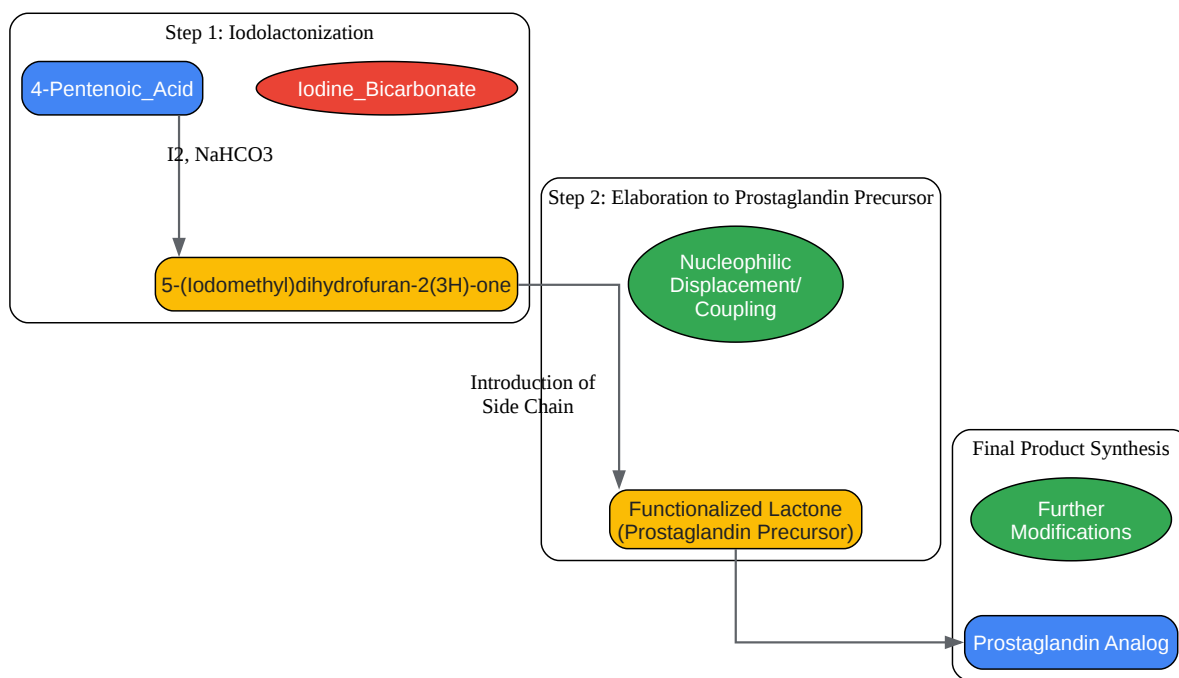 Step 1: Iodolactonization
4-Pentenoic_Acid
Iodine_Bicarbonate
I2, NaHCO3
5-(Iodomethyl)dihydrofuran-2(3H)-one
Step 2: Elaboration to Prostaglandin Precursor
Nucleophilic
Displacement/
Coupling
Introduction of
Side Chain
Functionalized Lactone
(Prostaglandin Precursor)
Final Product Synthesis
Further
Modifications
Prostaglandin Analog